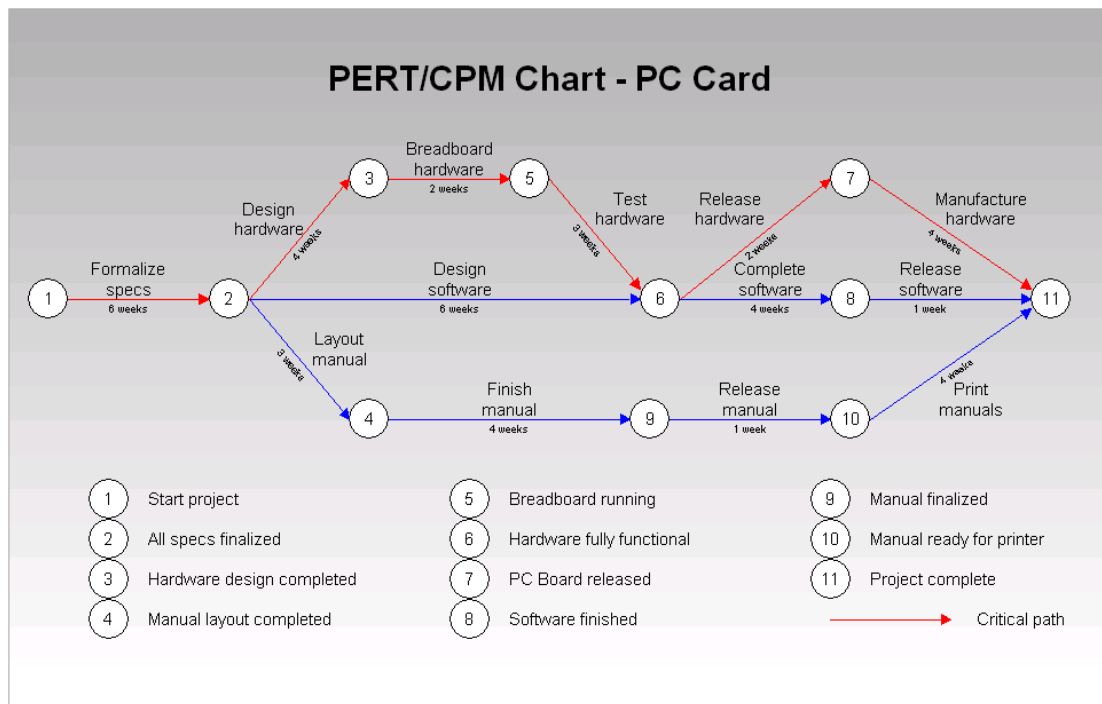 PERT/CPM Chart - PC Card
Breadboard
hardware
2 weeks
3
5
7
Design
hardware
4 weeks
Test
hardware
3 weeks
Release
hardware
2 weeks
Manufacture
hardware
4 weeks
Formalize
specs
6 weeks
Design
software
6 weeks
Complete
software
4 weeks
Release
software
1 week
1
2
6
8
11
Layout
manual
3 weeks
Finish
manual
4 weeks
Release
manual
1 week
4 weeks
Print
manuals
4
9
10
1 Start project
2 All specs finalized
3 Hardware design completed
4 Manual layout completed
5 Breadboard running
6 Hardware fully functional
7 PC Board released
8 Software finished
9 Manual finalized
10 Manual ready for printer
11 Project complete
Critical path